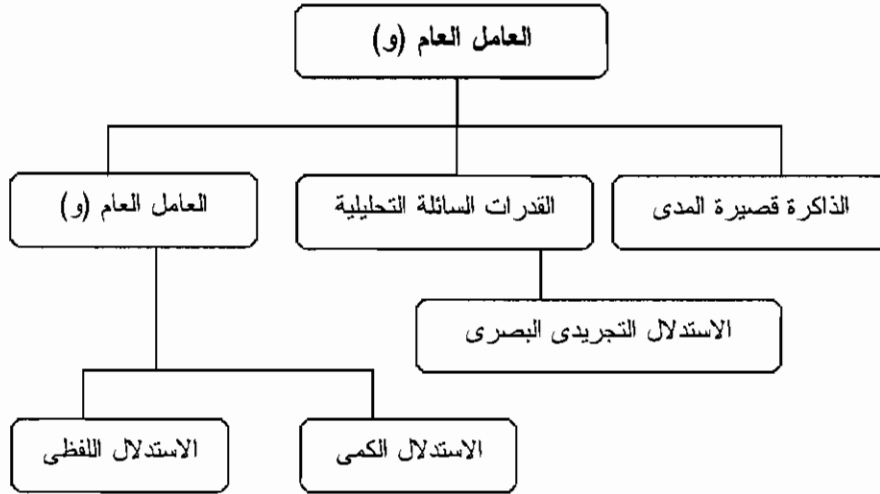 العامل العام (و)
الذاكرة قصيرة المدى
القدرات السائلة التحليلية
العامل العام (و)
الاستدلال التجريدى البصرى
الاستدلال الكمى
الاستدلال اللفظى